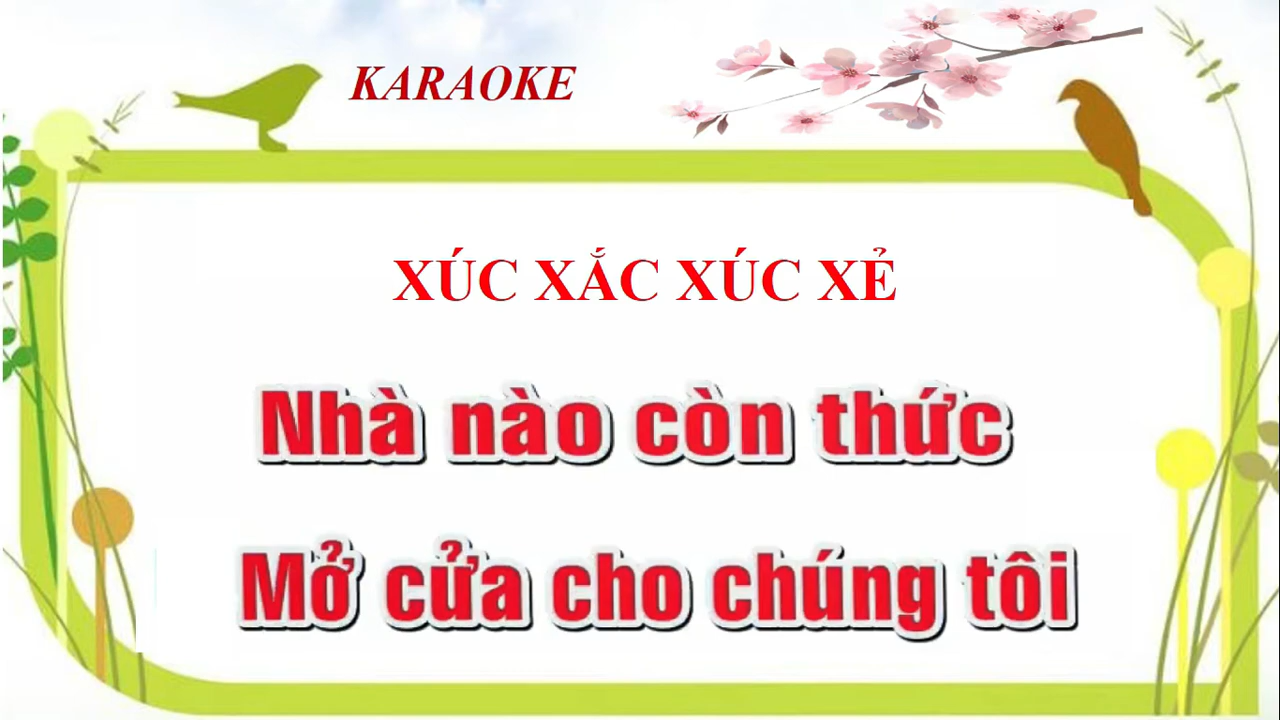 KARAOKE
XÚC XẮC XÚC XẺ
Nhà nào còn thức
Mở cửa cho chúng tôi